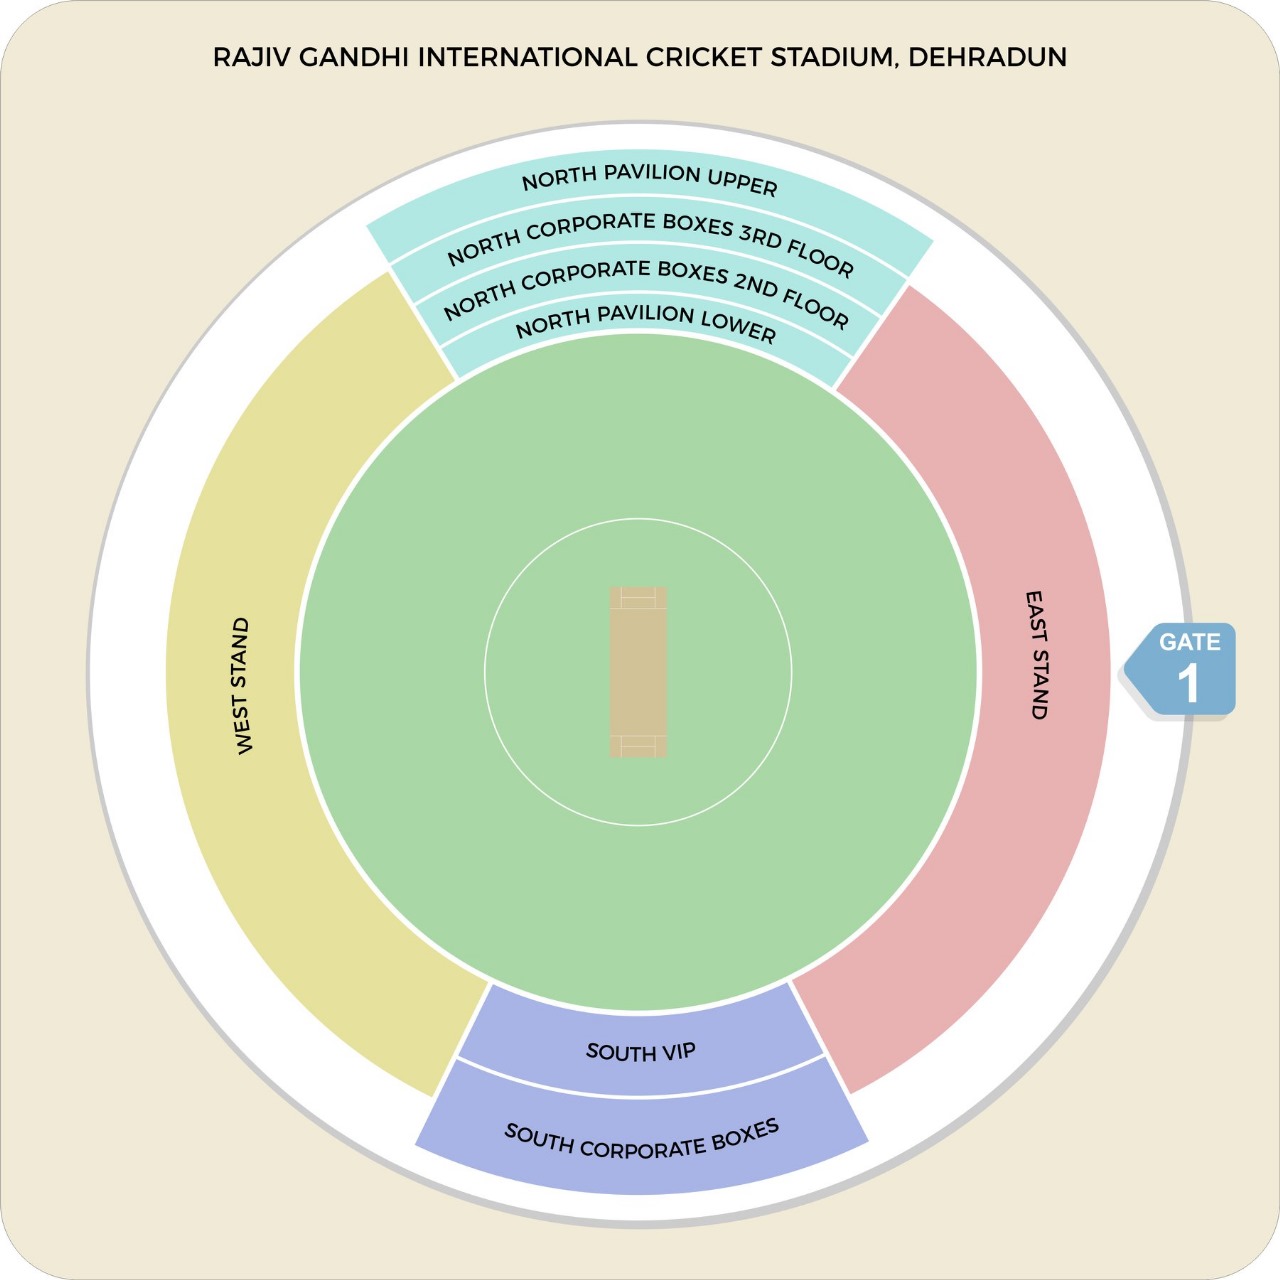 RAJIV GANDHI INTERNATIONAL CRICKET STADIUM, DEHRADUN
NORTH PAVILION UPPER
NORTH CORPORATE BOXES 3RD FLOOR
NORTH CORPORATE BOXES 2ND FLOOR
NORTH PAVILION LOWER
WEST STAND
EAST STAND
GATE
1
SOUTH VIP
SOUTH CORPORATE BOXES